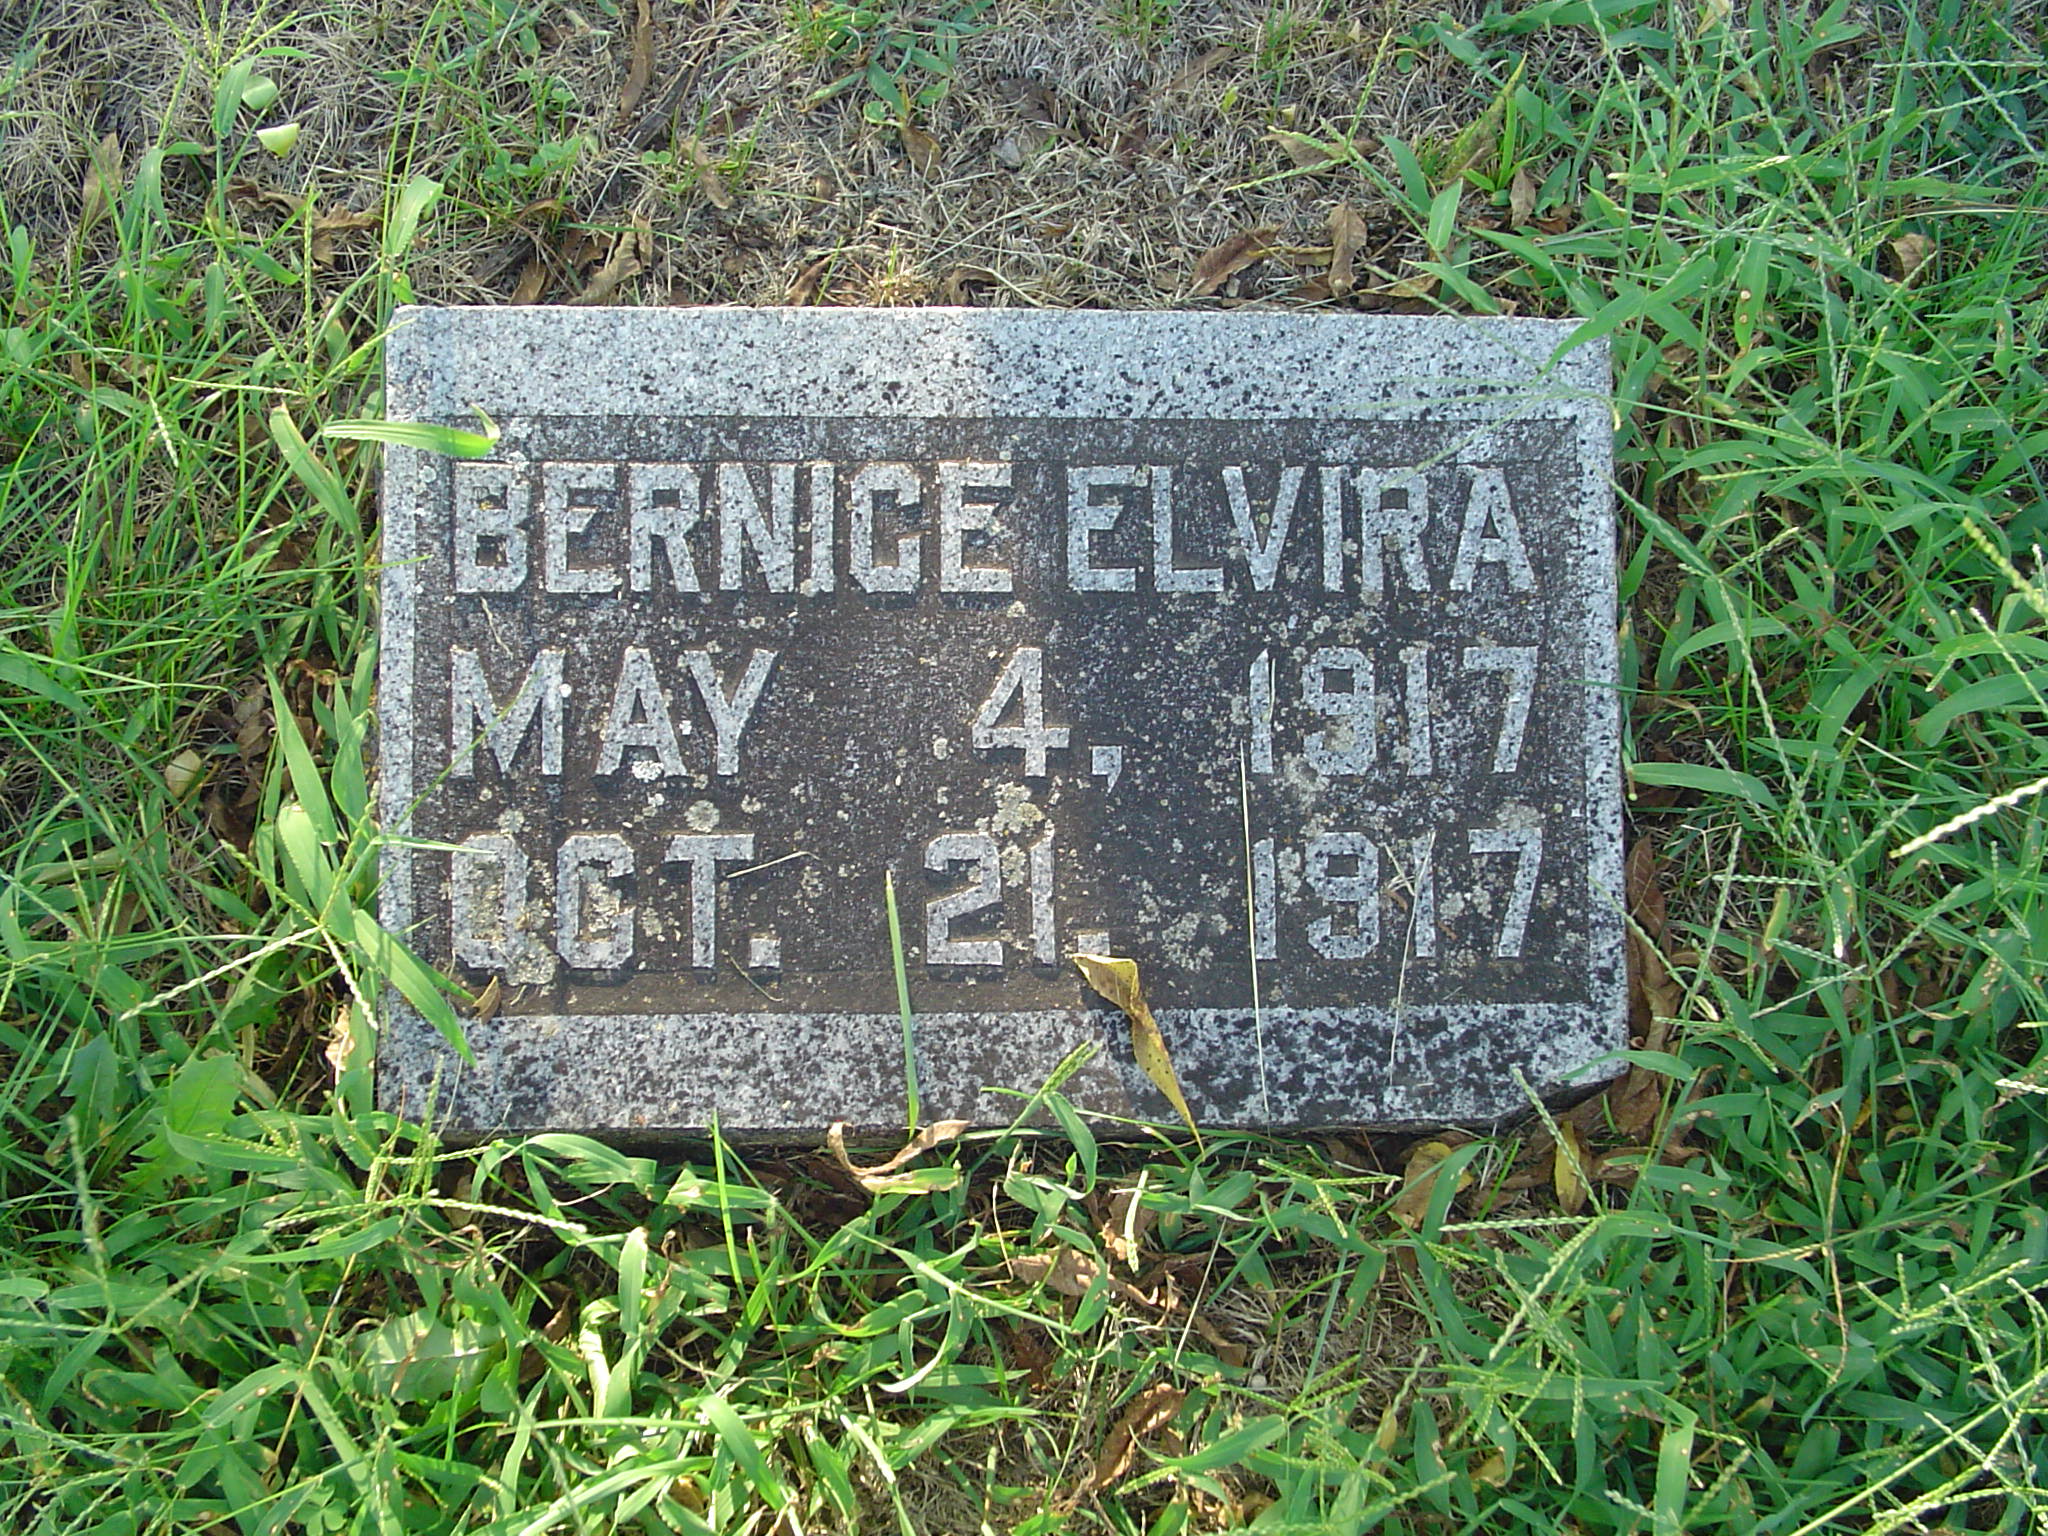 BERNICE ELVIRA
MAY 4, 1917
OCT. 21. 1917